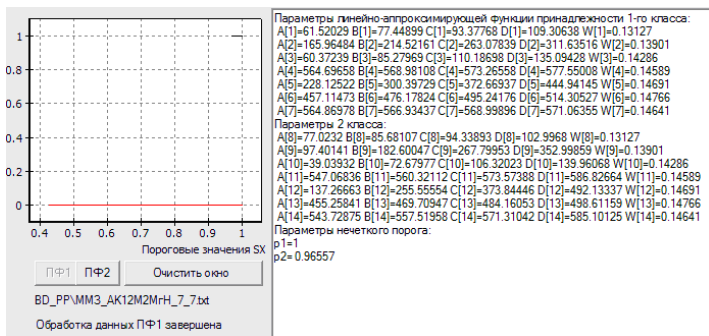 1
0.8
0.6
0.4
0.2
0
0.4 0.5 0.6 0.7 0.8 0.9 1
Пороговые значения SX
ПФ1 ПФ2 Очистить окно
BD_PP\MM3_AK12M2MrH_7_7.txt
Обработка данных ПФ1 завершена
Параметры линейно-аппроксимирующей функции принадлежности 1-го класса:
A[1]=61.52029 B[1]=77.44899 C[1]=93.37768 D[1]=109.30638 W[1]=0.13127
A[2]=165.96484 B[2]=214.52161 C[2]=263.07839 D[2]=311.63516 W[2]=0.13901
A[3]=60.37239 B[3]=85.27969 C[3]=110.18698 D[3]=135.09428 W[3]=0.14286
A[4]=564.69658 B[4]=568.98108 C[4]=573.26558 D[4]=577.55008 W[4]=0.14589
A[5]=228.12522 B[5]=300.39729 C[5]=372.66937 D[5]=444.94145 W[5]=0.14691
A[6]=457.11473 B[6]=476.17824 C[6]=495.24176 D[6]=514.30527 W[6]=0.14766
A[7]=564.86978 B[7]=566.93437 C[7]=568.99896 D[7]=571.06355 W[7]=0.14641
Параметры 2 класса:
A[8]=77.0232 B[8]=85.68107 C[8]=94.33893 D[8]=102.9968 W[8]=0.13127
A[9]=97.40141 B[9]=182.60047 C[9]=267.79953 D[9]=352.99859 W[9]=0.13901
A[10]=39.03932 B[10]=72.67977 C[10]=106.32023 D[10]=139.96068 W[10]=0.14286
A[11]=547.06836 B[11]=560.32112 C[11]=573.57388 D[11]=586.82664 W[11]=0.14589
A[12]=137.26663 B[12]=255.55554 C[12]=373.84446 D[12]=492.13337 W[12]=0.14691
A[13]=455.25841 B[13]=469.70947 C[13]=484.16053 D[13]=498.61159 W[13]=0.14766
A[14]=543.72875 B[14]=557.51958 C[14]=571.31042 D[14]=585.10125 W[14]=0.14641
Параметры нечеткого порога:
p1=1
p2= 0.96557